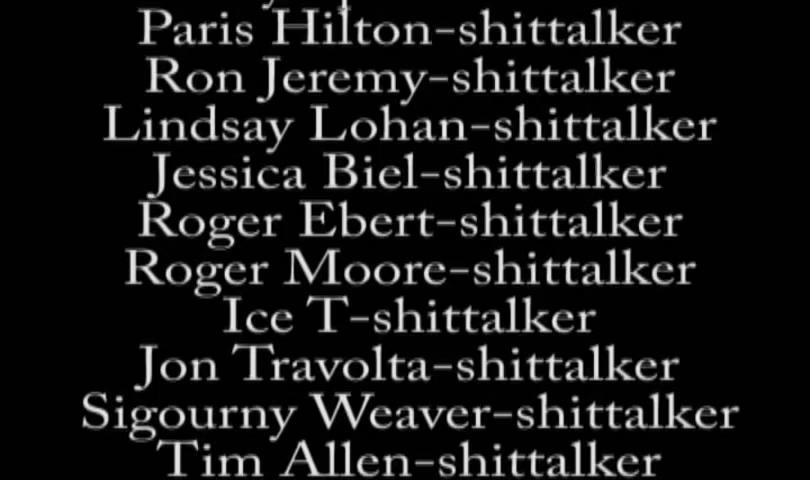 Paris Hilton-shittalker
Ron Jeremy-shittalker
Lindsay Lohan-shittalker
Jessica Biel-shittalker
Roger Ebert-shittalker
Roger Moore-shittalker
Ice T-shittalker
Jon Travolta-shittalker
Sigourny Weaver-shittalker
Tim Allen-shittalker